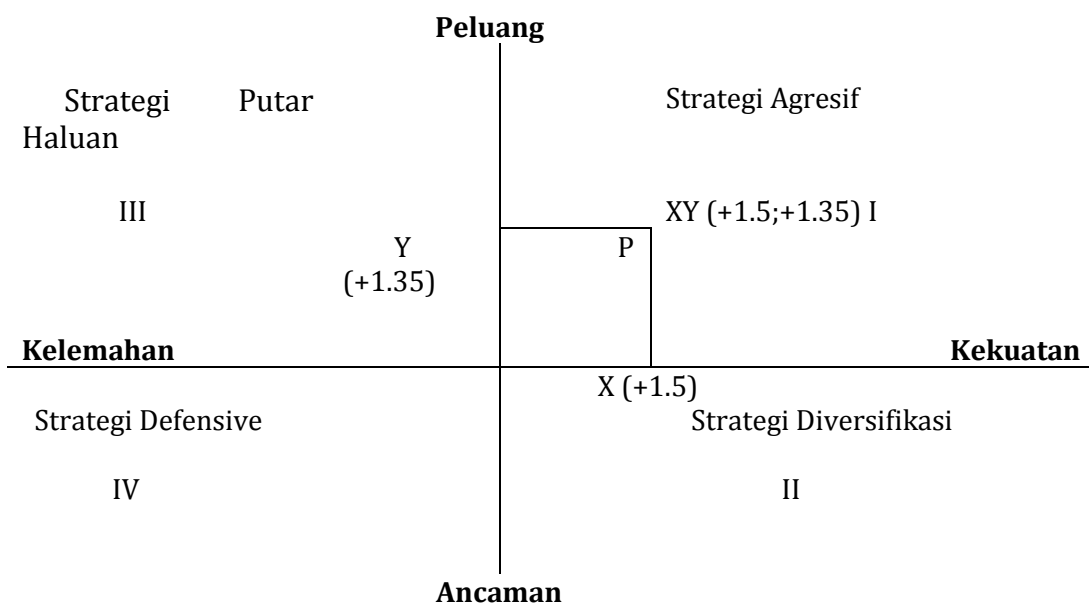 Peluang
Strategi Putar
Haluan
Strategi Agresif
III
XY (+1.5;+1.35) I
Y
(+1.35)
P
Kelemahan
Kekuatan
X (+1.5)
Strategi Defensive
Strategi Diversifikasi
IV
II
Ancaman